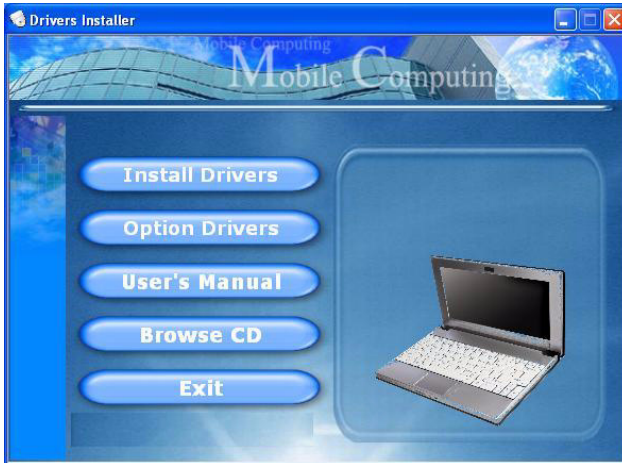 Drivers Installer
Mobile Computing
Mobile Computing
Install Drivers
Option Drivers
User's Manual
Browse CD
Exit